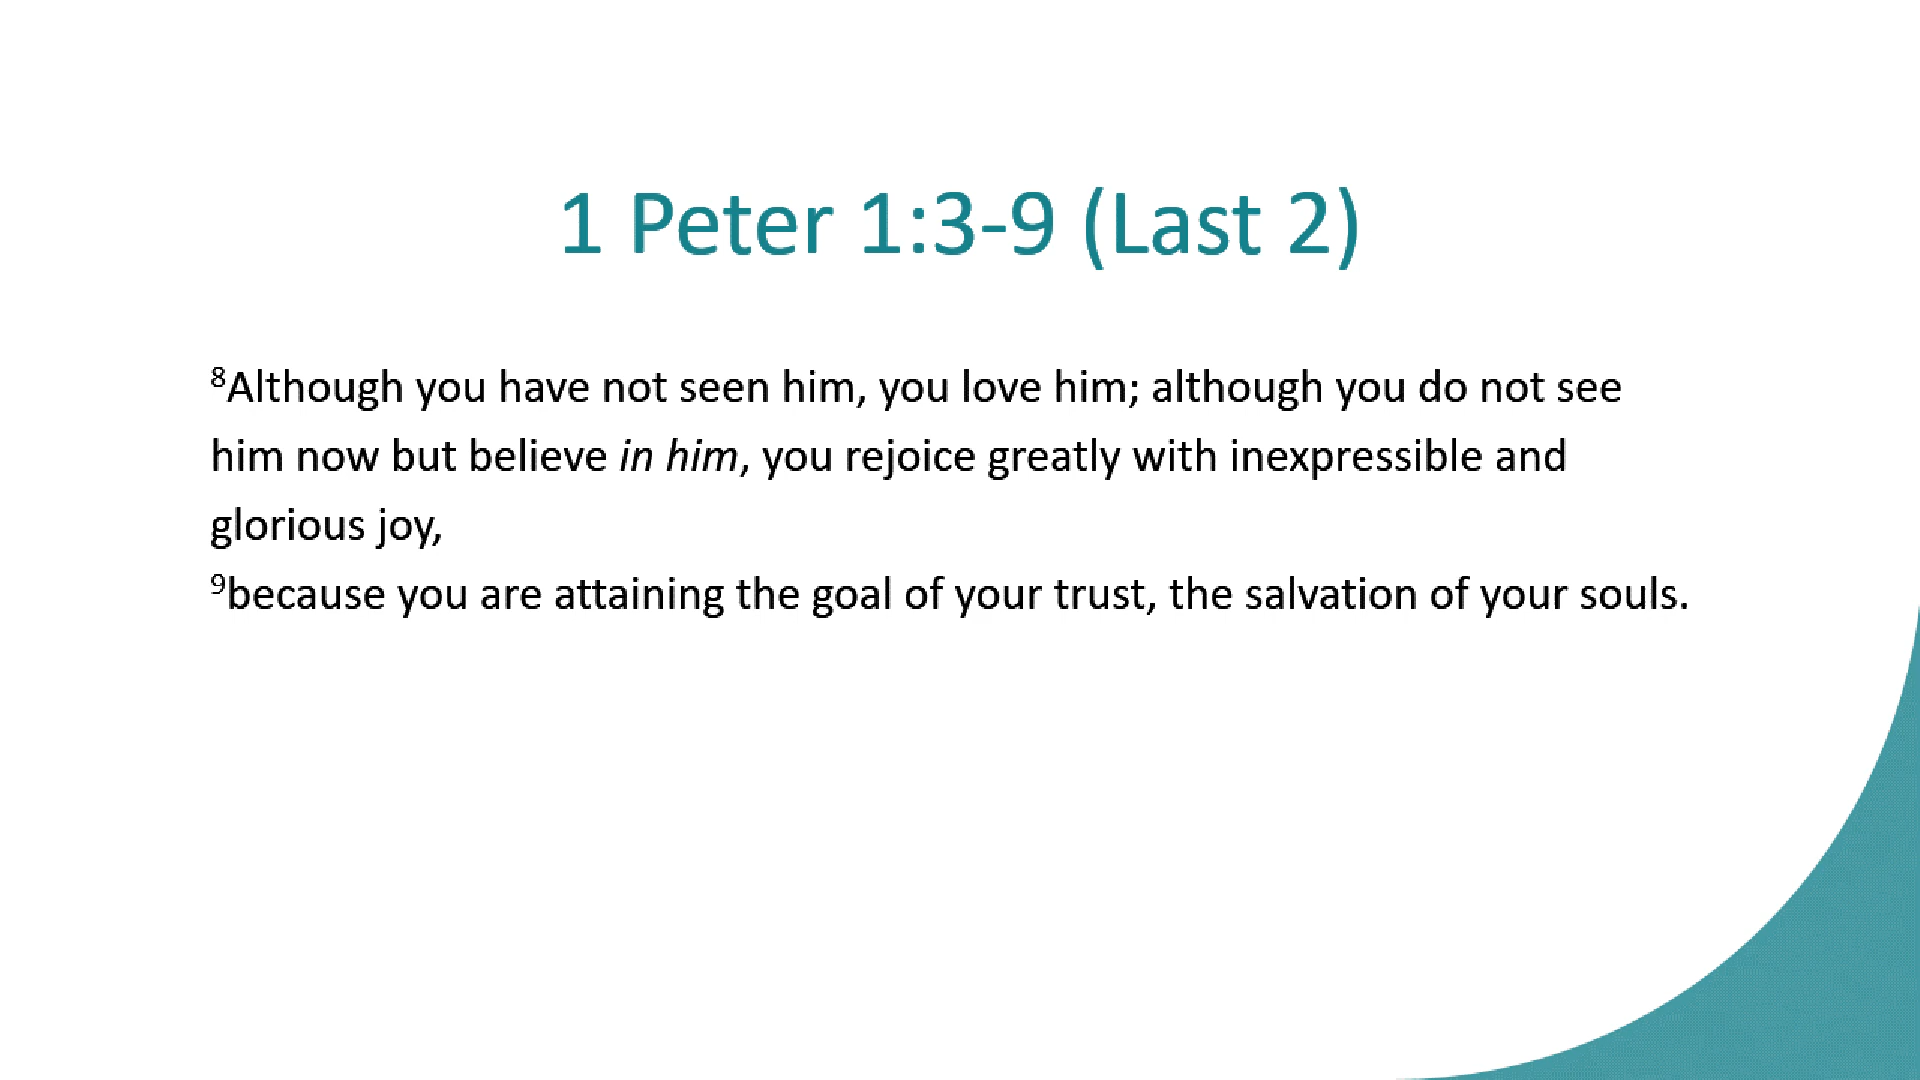 1 Peter 1:3-9 (Last 2)
⁸Although you have not seen him, you love him; although you do not see
him now but believe in him, you rejoice greatly with inexpressible and
glorious joy,
⁹because you are attaining the goal of your trust, the salvation of your souls.